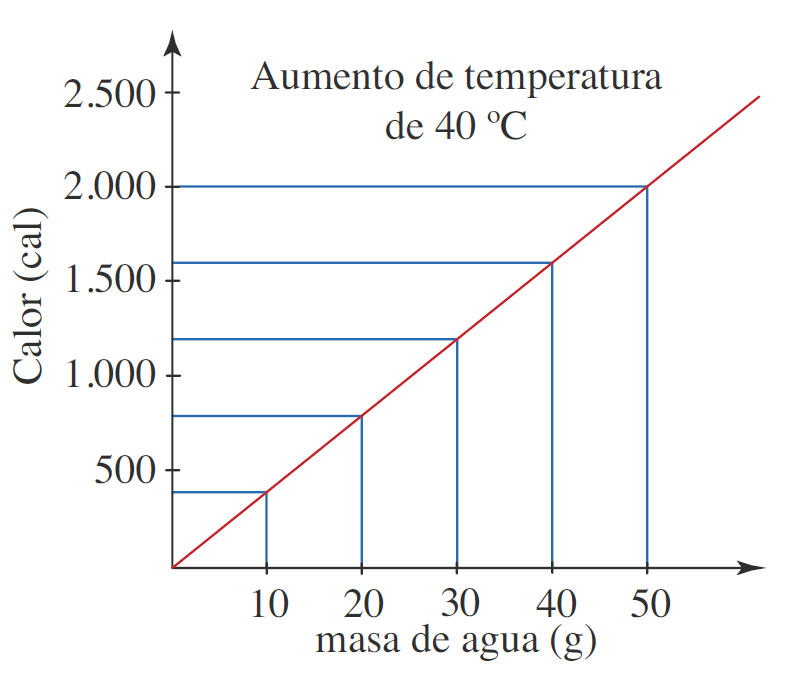 Aumento de temperatura
de 40 ºC
Calor (cal)
2.500
2.000
1.500
1.000
500
10 20 30 40 50
masa de agua (g)